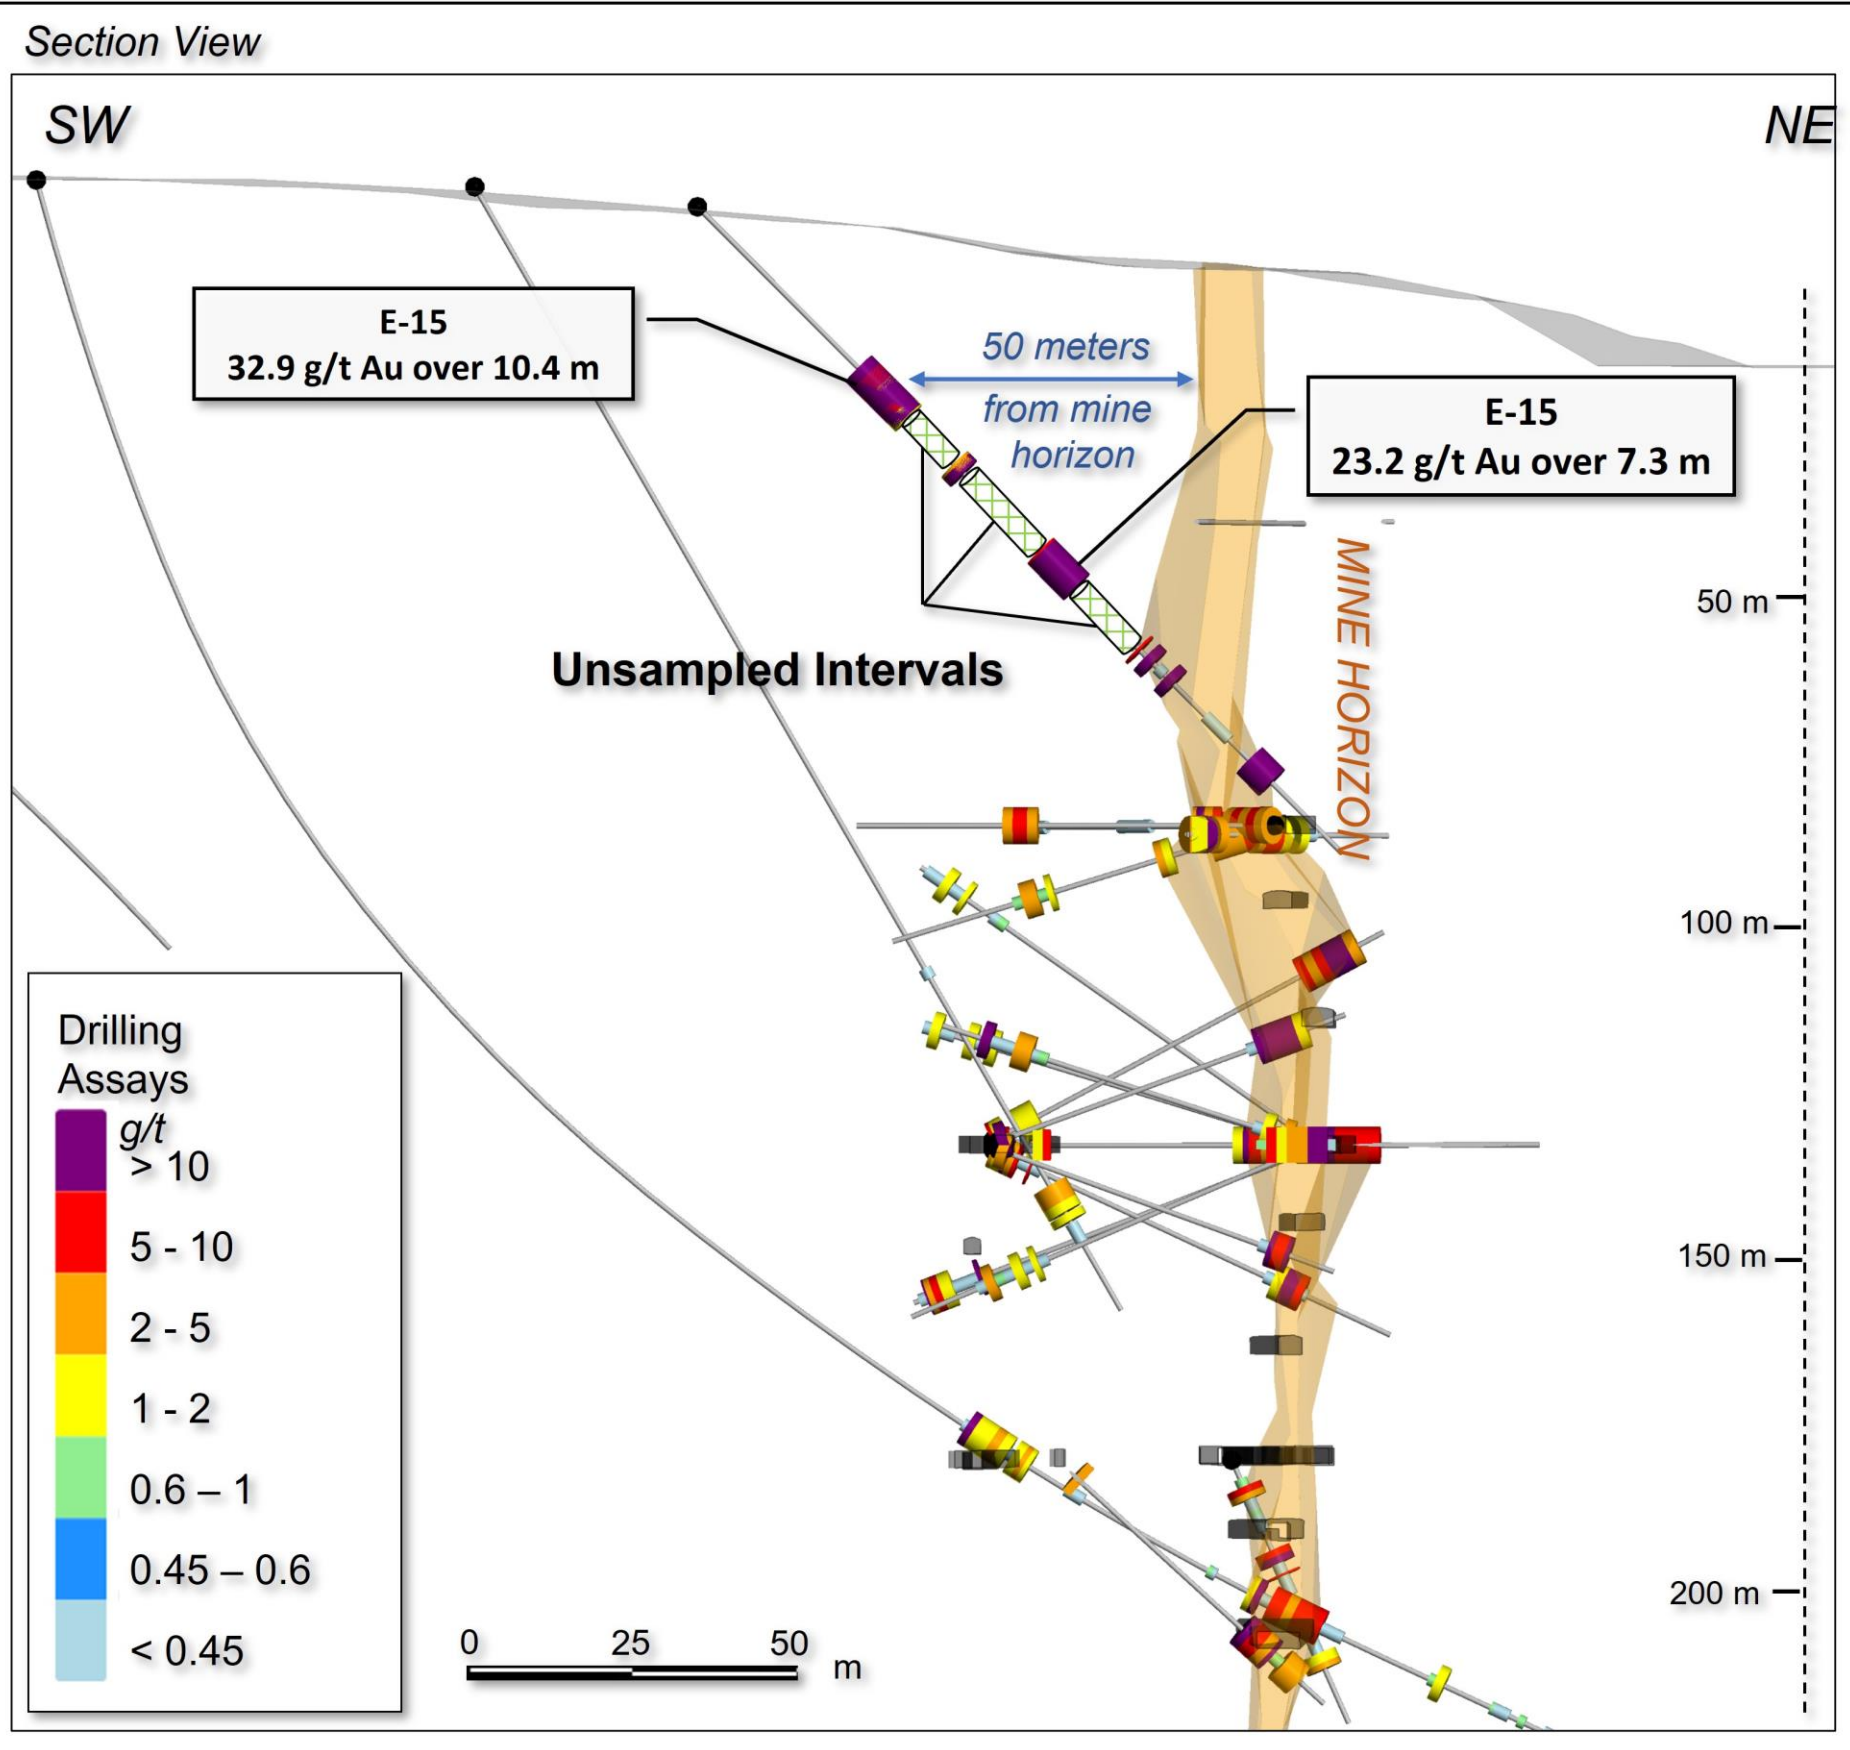 Section View
SW
NE
E-15
32.9 g/t Au over 10.4 m
50 meters
from mine
horizon
E-15
23.2 g/t Au over 7.3 m
MINE HORIZON
Unsampled Intervals
50 m
100 m
150 m
200 m
Drilling
Assays
g/t
> 10
5 - 10
2 - 5
1 - 2
0.6 – 1
0.45 – 0.6
< 0.45
0 25 50
m